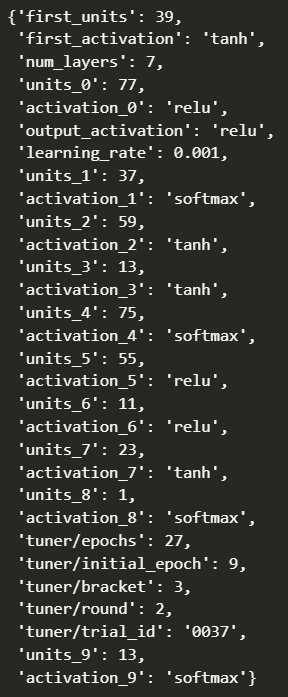 {'first_units': 39,
'first_activation': 'tanh',
'num_layers': 7,
'units_0': 77,
'activation_0': 'relu',
'output_activation': 'relu',
'learning_rate': 0.001,
'units_1': 37,
'activation_1': 'softmax',
'units_2': 59,
'activation_2': 'tanh',
'units_3': 13,
'activation_3': 'tanh',
'units_4': 75,
'activation_4': 'softmax',
'units_5': 55,
'activation_5': 'relu',
'units_6': 11,
'activation_6': 'relu',
'units_7': 23,
'activation_7': 'tanh',
'units_8': 1,
'activation_8': 'softmax',
'tuner/epochs': 27,
'tuner/initial_epoch': 9,
'tuner/bracket': 3,
'tuner/round': 2,
'tuner/trial_id': '0037',
'units_9': 13,
'activation_9': 'softmax'}